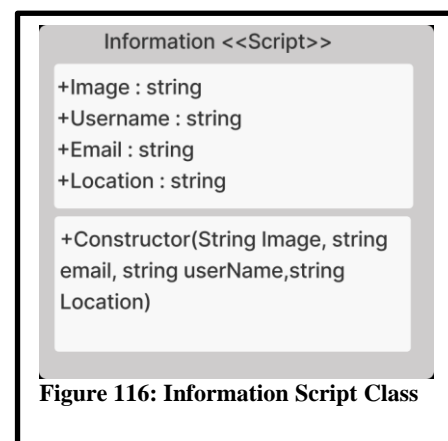 Information <<Script>>
+Image : string
+Username : string
+Email : string
+Location : string
+Constructor(String Image, string
email, string userName,string
Location)
Figure 116: Information Script Class